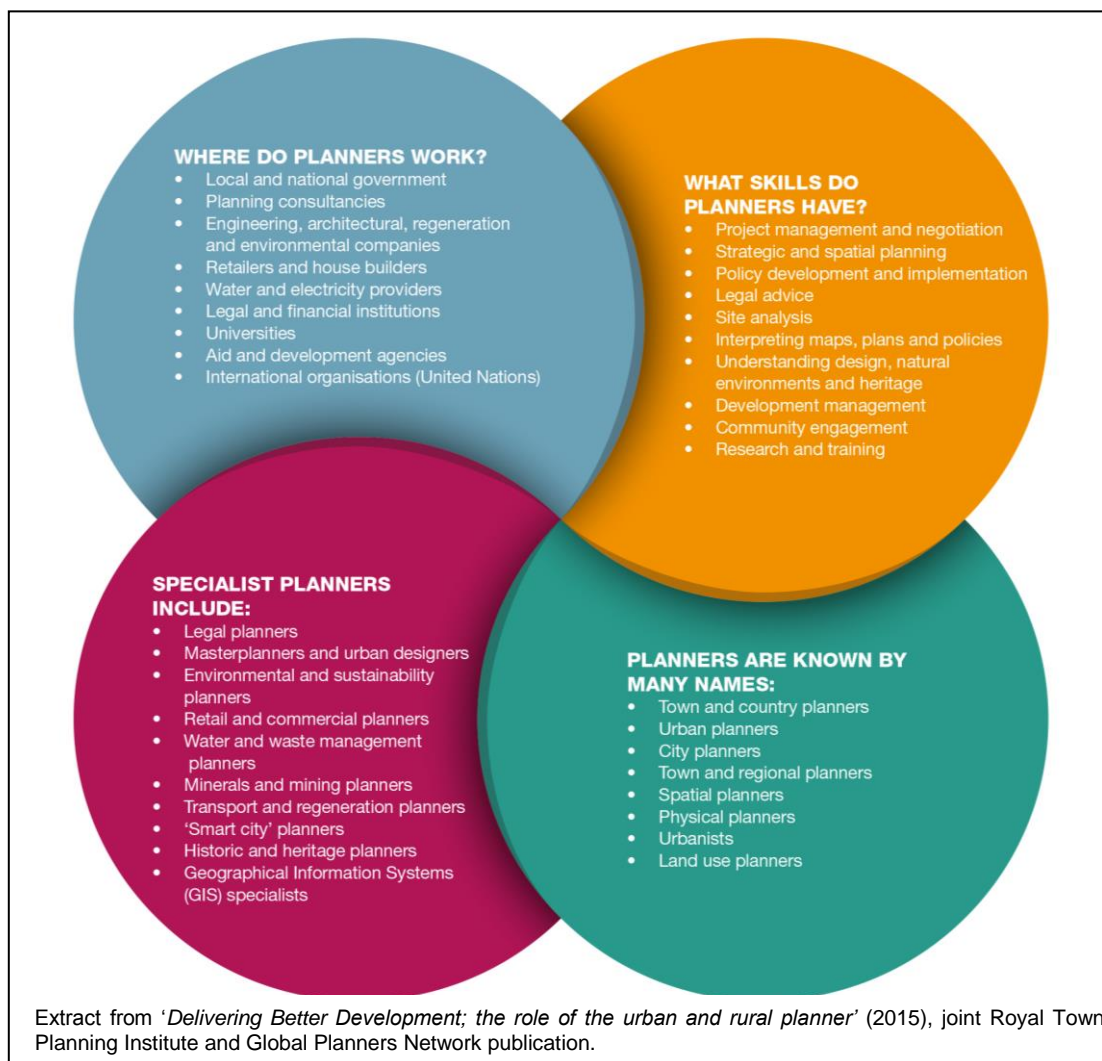 WHERE DO PLANNERS WORK?
• Local and national government
• Planning consultancies
• Engineering, architectural, regeneration
and environmental companies
• Retailers and house builders
• Water and electricity providers
• Legal and financial institutions
• Universities
• Aid and development agencies
• International organisations (United Nations)
WHAT SKILLS DO
PLANNERS HAVE?
• Project management and negotiation
• Strategic and spatial planning
• Policy development and implementation
• Legal advice
• Site analysis
• Interpreting maps, plans and policies
• Understanding design, natural
environments and heritage
• Development management
• Community engagement
• Research and training
SPECIALIST PLANNERS
INCLUDE:
• Legal planners
• Masterplanners and urban designers
• Environmental and sustainability
planners
• Retail and commercial planners
• Water and waste management
planners
• Minerals and mining planners
• Transport and regeneration planners
• ‘Smart city’ planners
• Historic and heritage planners
• Geographical Information Systems
(GIS) specialists
PLANNERS ARE KNOWN BY
MANY NAMES:
• Town and country planners
• Urban planners
• City planners
• Town and regional planners
• Spatial planners
• Physical planners
• Urbanists
• Land use planners
Extract from ‘Delivering Better Development; the role of the urban and rural planner’ (2015), joint Royal Town
Planning Institute and Global Planners Network publication.